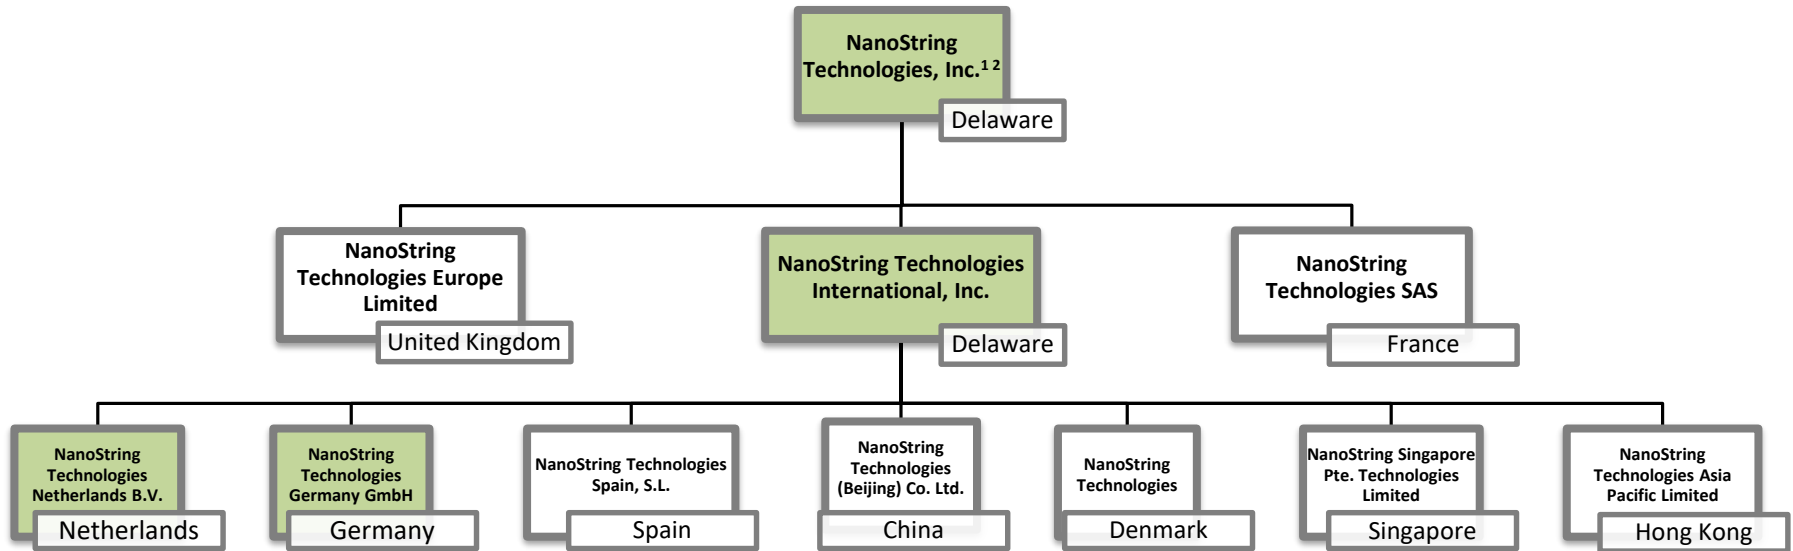 NanoString
Technologies, Inc.¹ ²
Delaware
NanoString
Technologies Europe
Limited
United Kingdom
NanoString Technologies
International, Inc.
Delaware
NanoString
Technologies SAS
France
NanoString
Technologies
Netherlands B.V.
Netherlands
NanoString
Technologies
Germany GmbH
Germany
NanoString Technologies
Spain, S.L.
Spain
NanoString
Technologies
(Beijing) Co. Ltd.
China
NanoString
Technologies
Denmark
NanoString Singapore
Pte. Technologies
Limited
Singapore
NanoString
Technologies Asia
Pacific Limited
Hong Kong